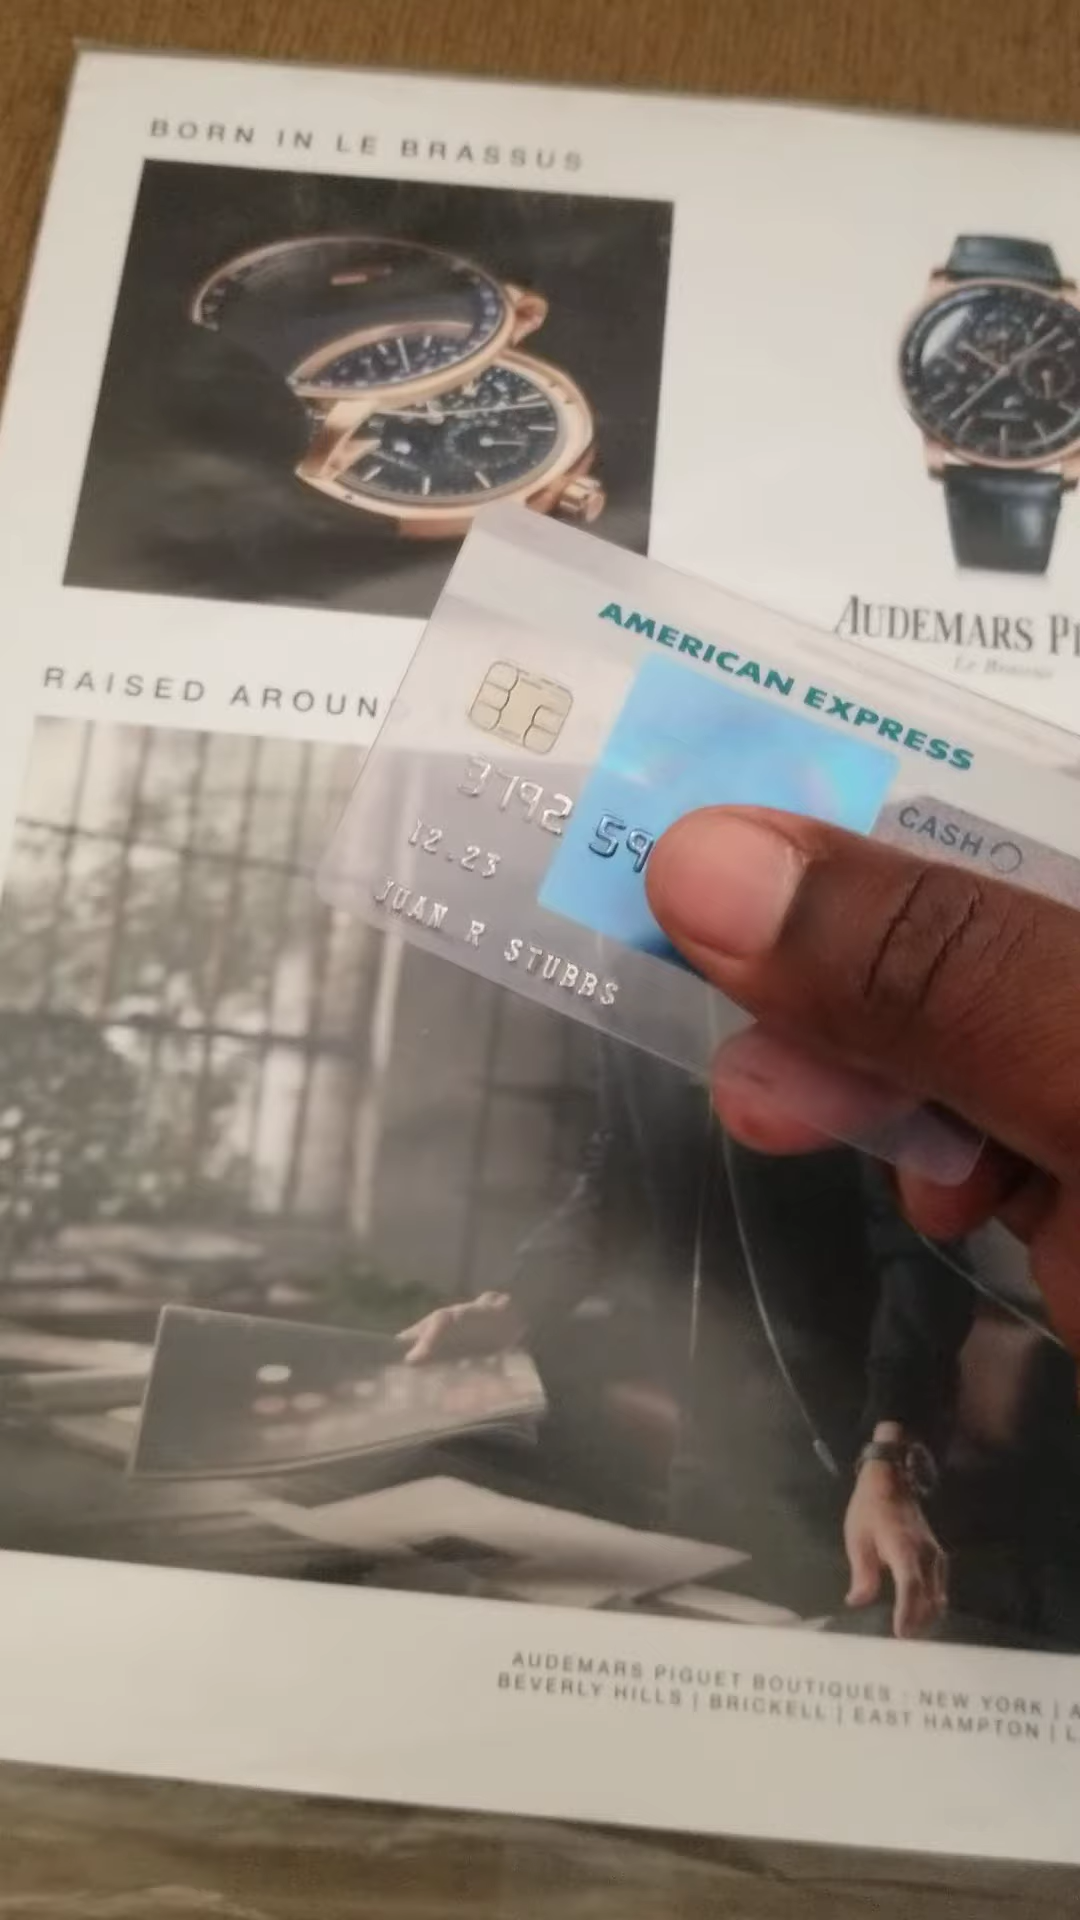 BORN IN LE BRASSUS
AUDEMARS
Le Brassus
RAISED AROUN
AMERICAN EXPRESS
CASH
3792 59
12.23
JUAN R STUBBS
AUDEMARS PIGUET BOUTIQUES : NEW YORK |
BEVERLY HILLS | BRICKELL | EAST HAMPTON |